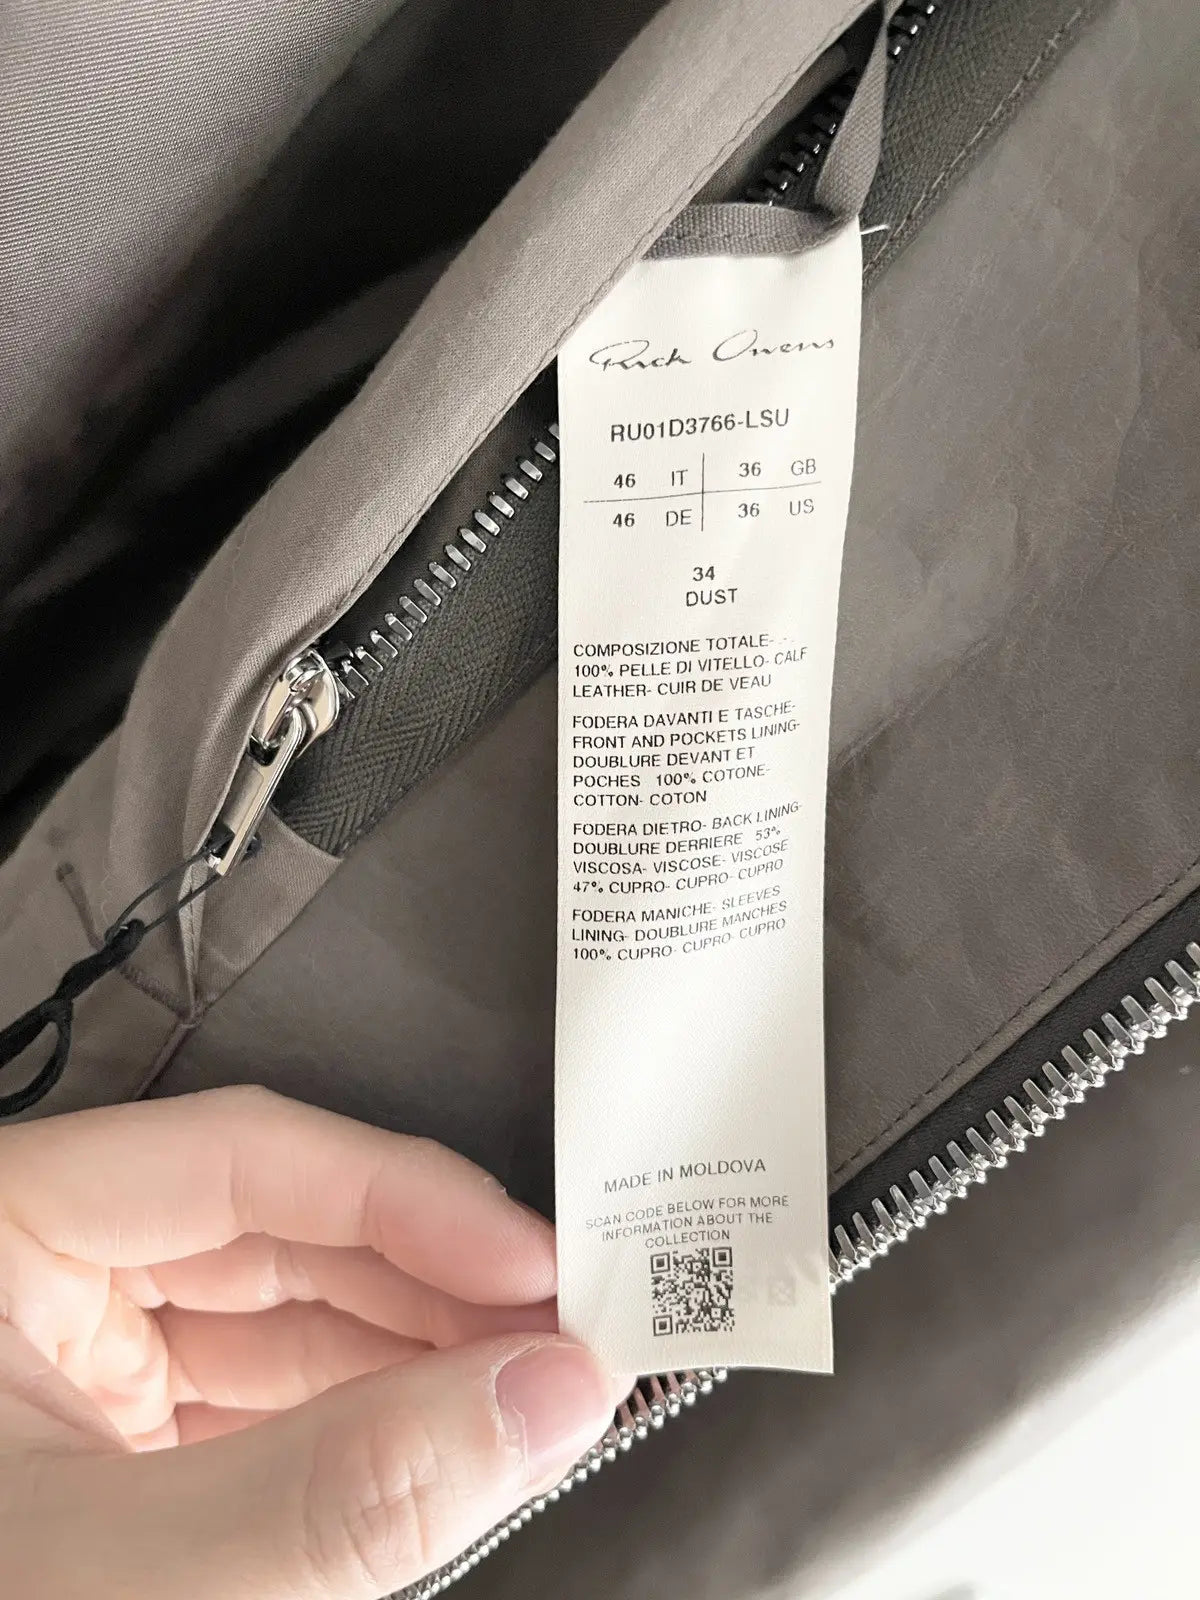 Rick Owens
RU01D3766-LSU
46 IT 36 GB
46 DE 36 US
34
DUST
COMPOSIZIONE TOTALE-
100% PELLE DI VITELLO- CALF
LEATHER- CUIR DE VEAU
FODERA DAVANTI E TASCHE-
FRONT AND POCKETS LINING-
DOUBLURE DEVANT ET
POCHES 100% COTONE-
COTTON- COTON
FODERA DIETRO- BACK LINING-
DOUBLURE DERRIERE 53%
VISCOSA- VISCOSE- VISCOSE
47% CUPRO- CUPRO- CUPRO
FODERA MANICHE- SLEEVES
LINING- DOUBLURE MANCHES
100% CUPRO- CUPRO- CUPRO
MADE IN MOLDOVA
SCAN CODE BELOW FOR MORE
INFORMATION ABOUT THE
COLLECTION